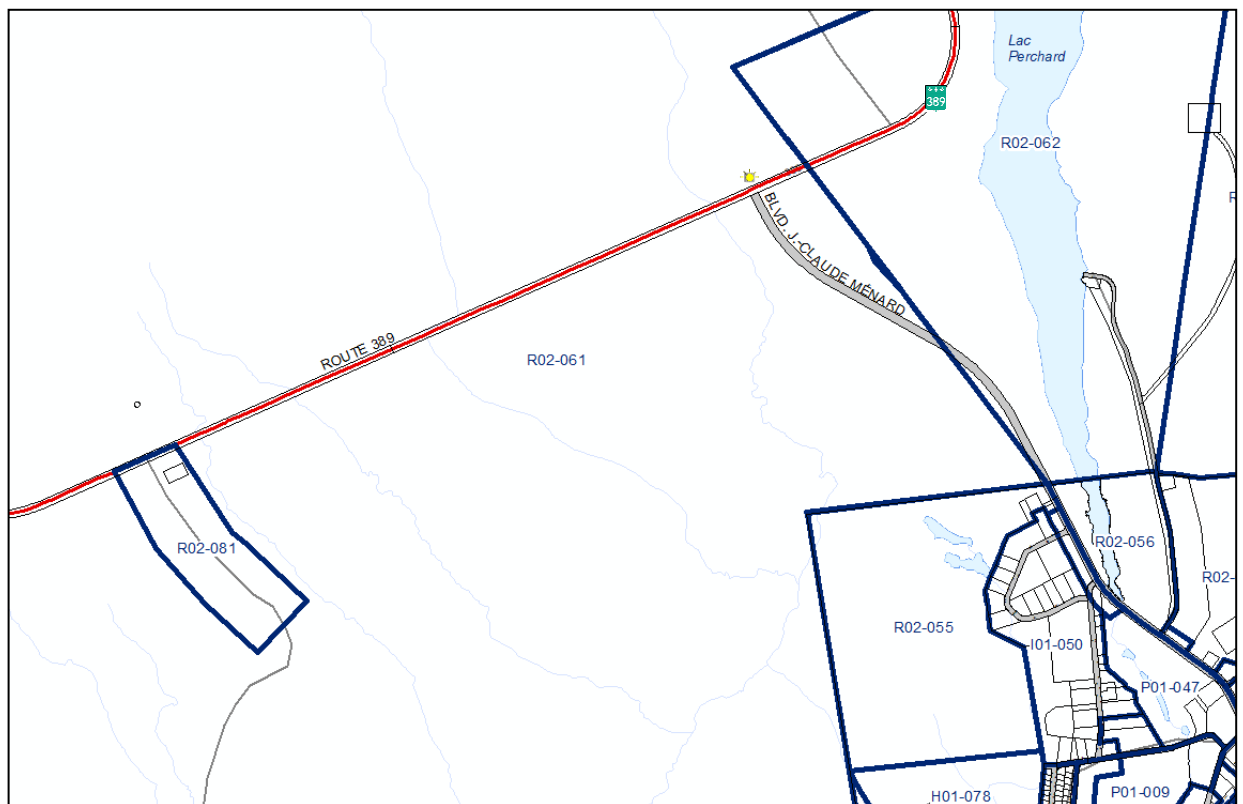 Lac
Perchard
389
R02-062
BLVD. J.-CLAUDE MÉNARD
ROUTE 389
R02-061
R02-056
R02-081
R02-
R02-055
I01-050
P01-047
H01-078
P01-009